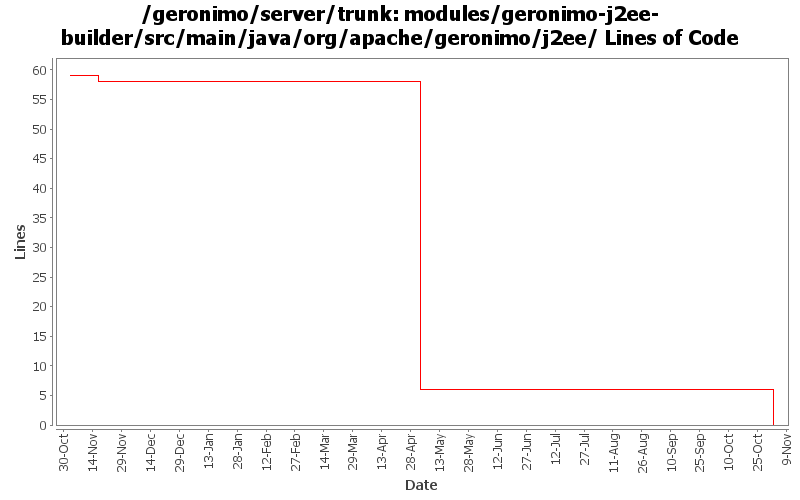 /geronimo/server/trunk: modules/geronimo-j2ee-
builder/src/main/java/org/apache/geronimo/j2ee/ Lines of Code
Lines
60
55
50
45
40
35
30
25
20
15
10
5
0
30-Oct
14-Nov
29-Nov
14-Dec
29-Dec
13-Jan
28-Jan
12-Feb
27-Feb
14-Mar
29-Mar
13-Apr
28-Apr
13-May
28-May
12-Jun
27-Jun
12-Jul
27-Jul
11-Aug
26-Aug
10-Sep
25-Sep
10-Oct
25-Oct
9-Nov
Date